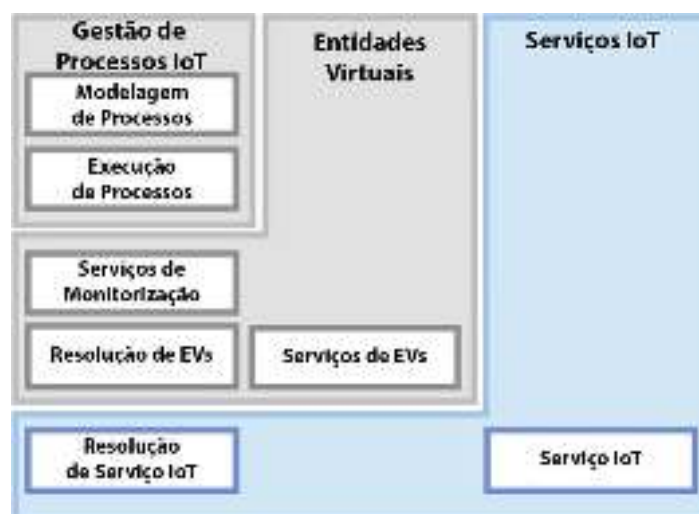 Gestão de
Processos IoT
Modelagem
de Processos
Execução
de Processos
Entidades
Virtuais
Serviços IoT
Serviços de
Monitorização
Resolução de EVs
Serviços de EVs
Resolução
de Serviço IoT
Serviço IoT